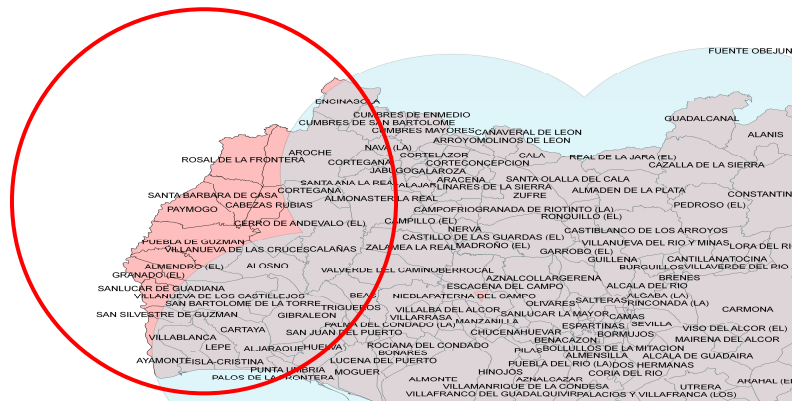 FUENTE OBEJUN
ENCINASOLA
CUMBRES DE ENMEDIO
GUADALCANAL
CUMBRES DE SAN BARTOLOME
CUMBRES MAYORES
CAÑAVERAL DE LEON
ALANIS
ARROYOMOLINOS DE LEON
NAVA (LA)
AROCHE
ROSAL DE LA FRONTERA
CORTELAZOR
CALA
REAL DE LA JARA (EL)
CORTEGANA
CORTECONCEPCION
CAZALLA DE LA SIERRA
JABUGO
GALAROZA
ARACENA
SANTA OLALLA DEL CALA
SANTA ANA LA REAL
ALAJAR
LINARES DE LA SIERRA
CORTEGANA
ALMADEN DE LA PLATA
SANTA BARBARA DE CASA
ALMONASTER LA REAL
ZUFRE
CONSTANTIN
CABEZAS RUBIAS
PEDROSO (EL)
PAYMOGO
CAMPOFRIO
GRANADA DE RIOTINTO (LA)
RONQUILLO (EL)
CERRO DE ANDEVALO (EL)
CAMPILLO (EL)
NERVA
CASTIBLANCO DE LOS ARROYOS
CASTILLO DE LAS GUARDAS (EL)
PUEBLA DE GUZMAN
VILLANUEVA DE LAS CRUCES
CALAÑAS
ZALAMEA LA REAL
MADROÑO (EL)
VILLANUEVA DEL RIO Y MINAS
LORA DEL RI
GARROBO (EL)
GUILLENA
CANTILLANA
TOCINA
ALMENDRO (EL)
ALOSNO
VALVERDE DEL CAMINO
BERROCAL
BURGUILLOS
VILLAVERDE DEL RIO
GRANADO (EL)
AZNALCOLLAR
GERENA
BRENES
SANLUCAR DE GUADIANA
ESCACENA DEL CAMPO
ALCALA DEL RIO
VILLANUEVA DE LOS CASTILLEJOS
BEAS
NIEBLA
PATERNA DEL CAMPO
ALGABA (LA)
SAN BARTOLOME DE LA TORRE
TRIGUEROS
OLIVARES
SALTERAS
RINCONADA (LA)
SAN SILVESTRE DE GUZMAN
GIBRALEON
VILLALBA DEL ALCOR
SANLUCAR LA MAYOR
CARMONA
VILLARRASA
CAMAS
PALMA DEL CONDADO (LA)
MANZANILLA
ESPARTINAS
SEVILLA
CARTAYA
SAN JUAN DEL PUERTO
CHUCENA
HUEVAR
BORMUJOS
VISO DEL ALCOR (EL)
VILLABLANCA
BENACAZON
MAIRENA DEL ALCOR
LEPE
ALJARAQUE
HUELVA
ROCIANA DEL CONDADO
PILAS
BOLLULLOS DE LA MITACION
BONARES
ALMENSILLA
ALCALA DE GUADAIRA
AYAMONTE
ISLA-CRISTINA
LUCENA DEL PUERTO
PUEBLA DEL RIO (LA)
DOS HERMANAS
PUNTA UMBRIA
MOGUER
HINOJOS
CORIA DEL RIO
PALOS DE LA FRONTERA
ALMONTE
AZNALCAZAR
ARAHAL (EL
VILLAMANRIQUE DE LA CONDESA
UTRERA
VILLAFRANCO DEL GUADALQUIVIR
PALACIOS Y VILLAFRANCA (LOS)